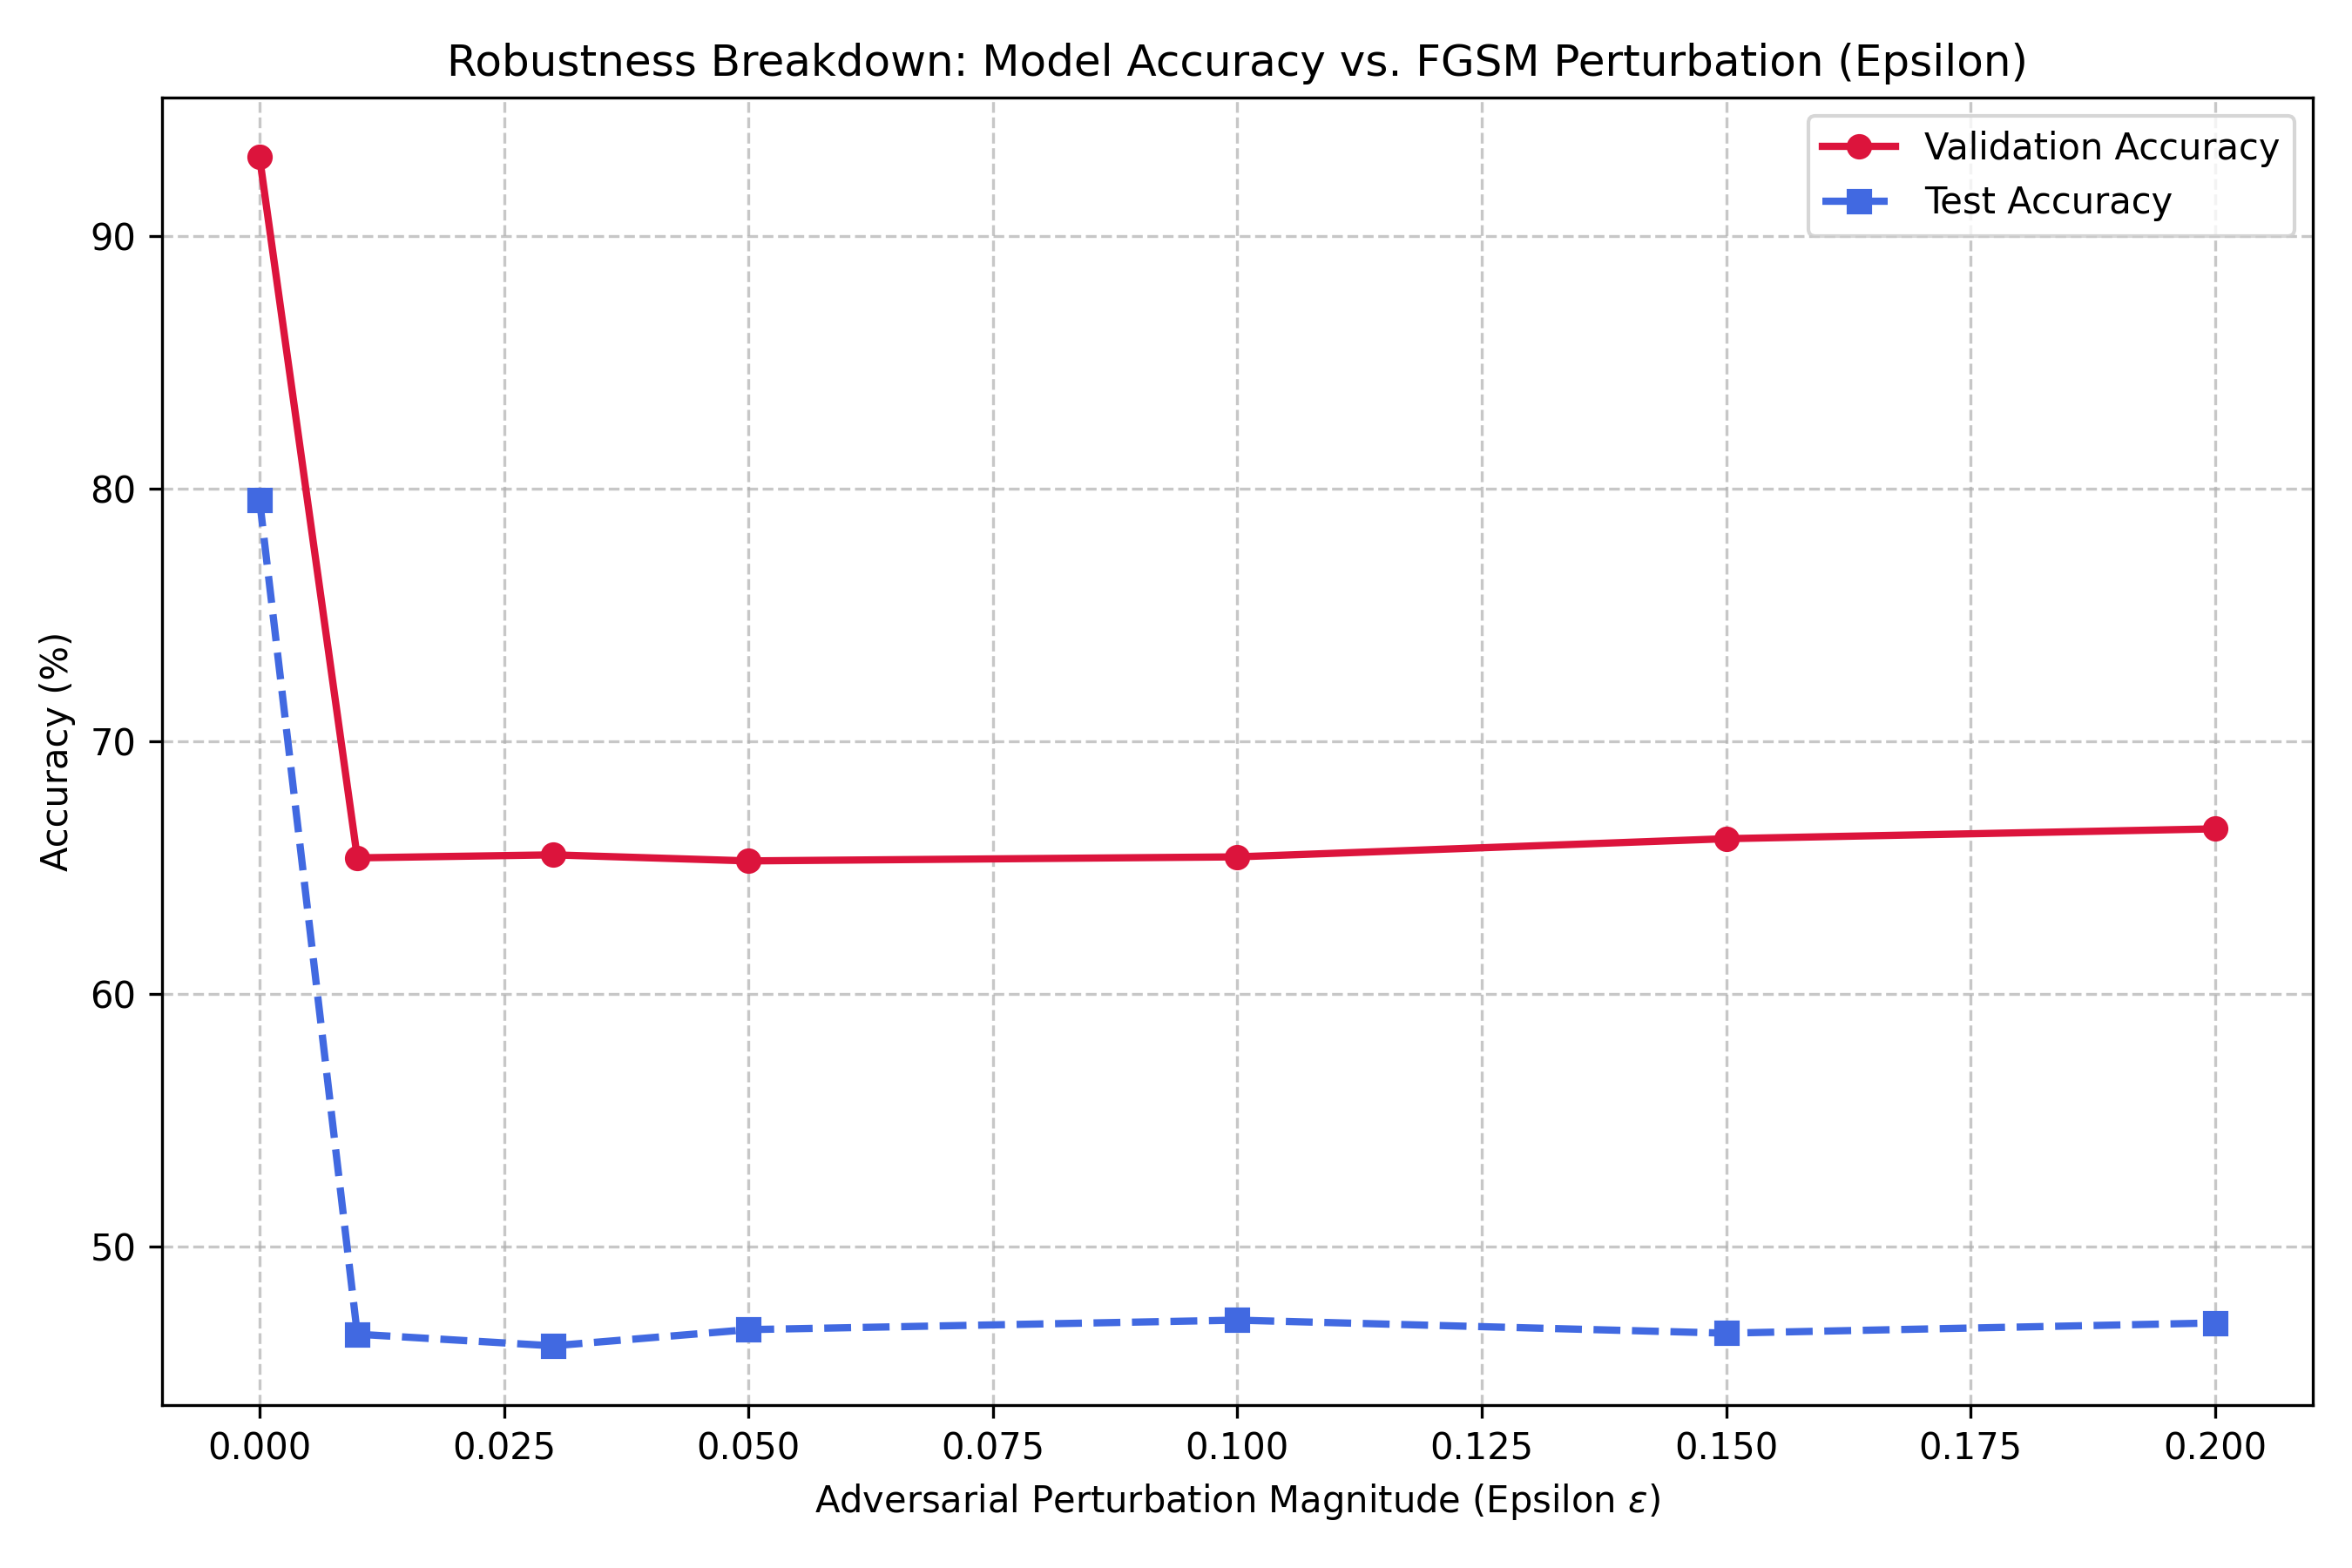 Robustness Breakdown: Model Accuracy vs. FGSM Perturbation (Epsilon)
Validation Accuracy
Test Accuracy
Accuracy (%)
90
80
70
60
50
0.000 0.025 0.050 0.075 0.100 0.125 0.150 0.175 0.200
Adversarial Perturbation Magnitude (Epsilon ε)